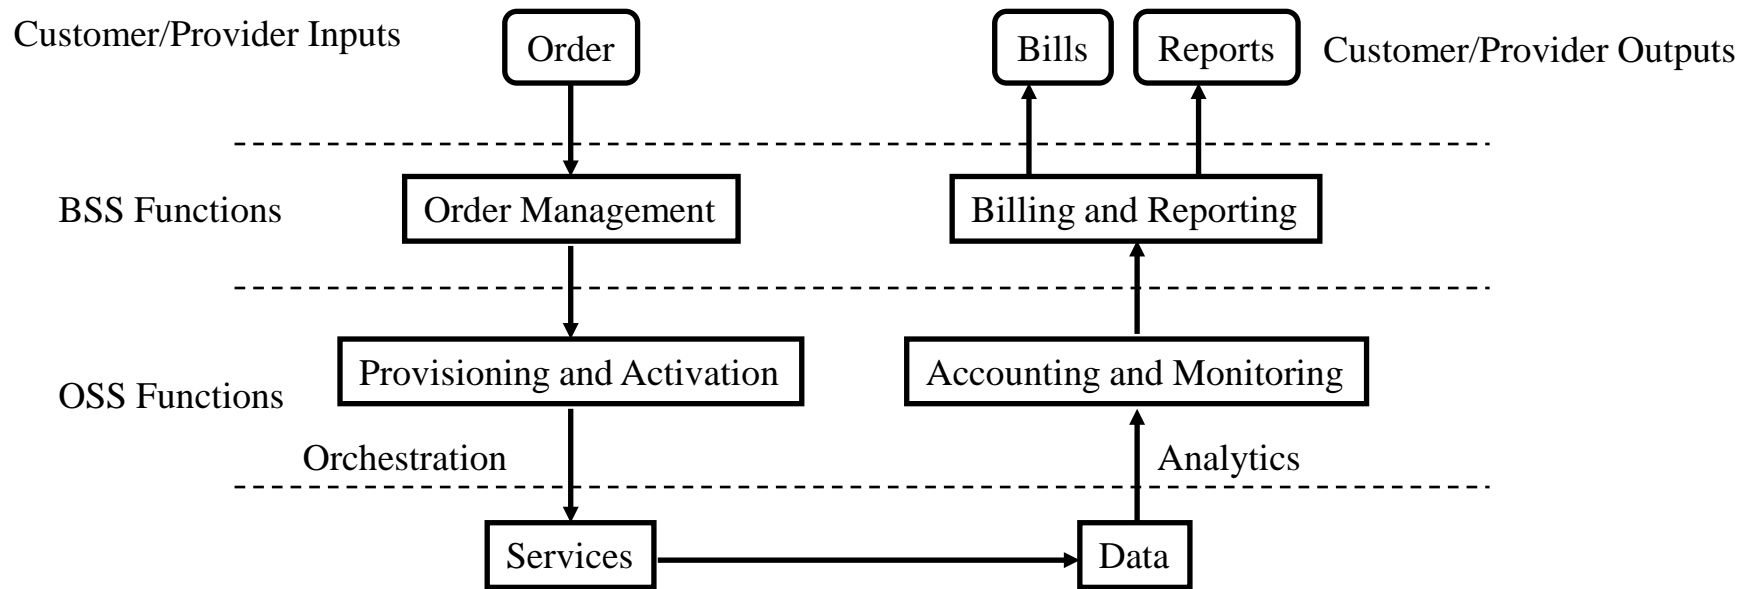 Customer/Provider Inputs
Order
Bills
Reports
Customer/Provider Outputs
BSS Functions
Order Management
Billing and Reporting
OSS Functions
Provisioning and Activation
Accounting and Monitoring
Orchestration
Analytics
Services
Data